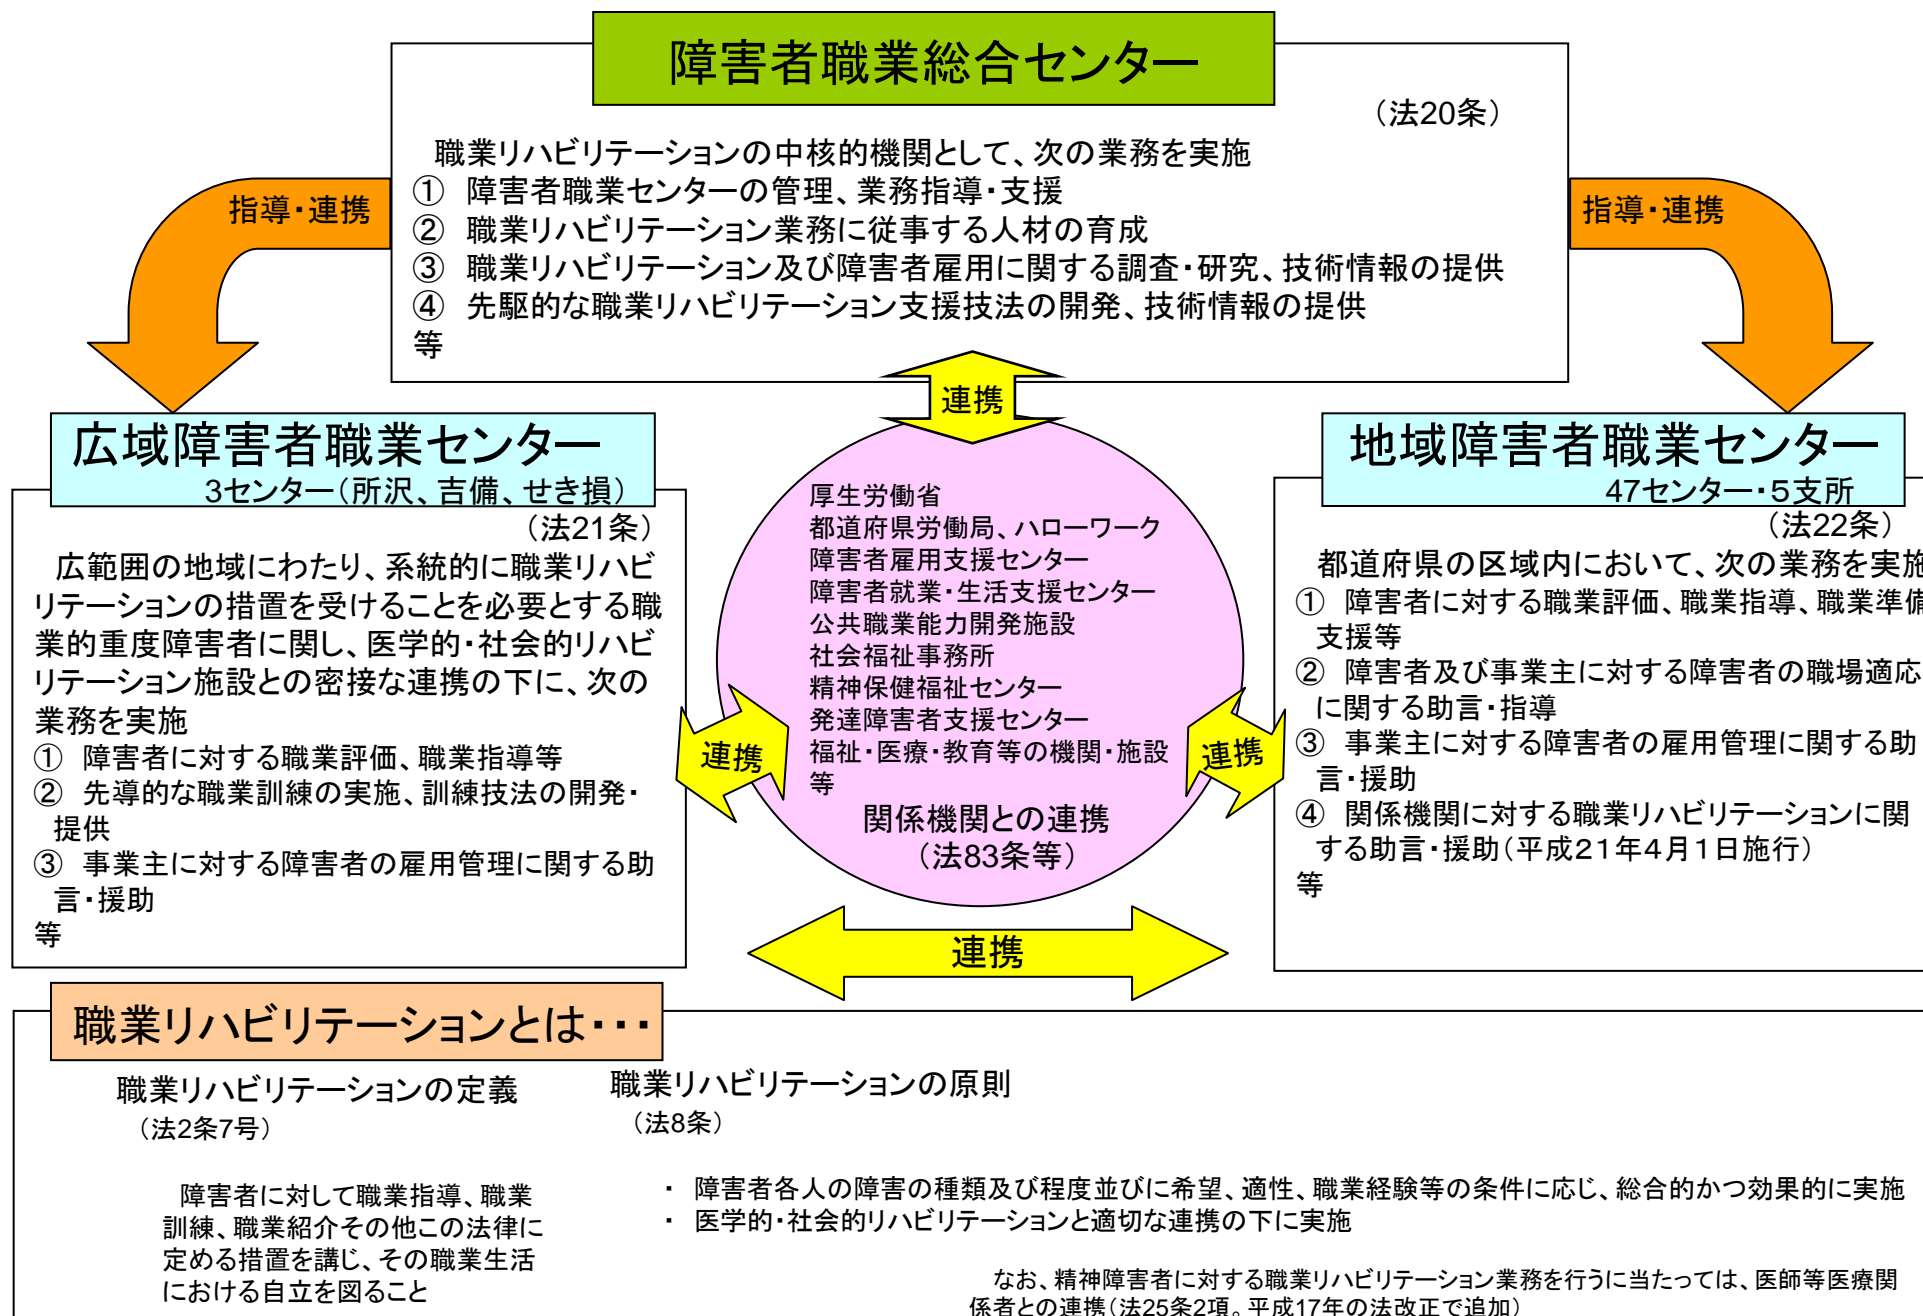 障害者職業総合センター
（法20条）
職業リハビリテーションの中核的機関として、次の業務を実施
① 障害者職業センターの管理、業務指導・支援
② 職業リハビリテーション業務に従事する人材の育成
③ 職業リハビリテーション及び障害者雇用に関する調査・研究、技術情報の提供
④ 先駆的な職業リハビリテーション支援技法の開発、技術情報の提供
等
指導・連携
指導・連携
連携
広域障害者職業センター
3センター（所沢、吉備、せき損）
（法21条）
広範囲の地域にわたり、系統的に職業リハビ
リテーションの措置を受けることを必要とする職
業的重度障害者に関し、医学的・社会的リハビ
リテーション施設との密接な連携の下に、次の
業務を実施
① 障害者に対する職業評価、職業指導等
② 先導的な職業訓練の実施、訓練技法の開発・
提供
③ 事業主に対する障害者の雇用管理に関する助
言・援助
等
厚生労働省
都道府県労働局、ハローワーク
障害者雇用支援センター
障害者就業・生活支援センター
公共職業能力開発施設
社会福祉事務所
精神保健福祉センター
発達障害者支援センター
福祉・医療・教育等の機関・施設
等
関係機関との連携
（法83条等）
連携
連携
連携
地域障害者職業センター
47センター・5支所
（法22条）
都道府県の区域内において、次の業務を実施
① 障害者に対する職業評価、職業指導、職業準備
支援等
② 障害者及び事業主に対する障害者の職場適応
に関する助言・指導
③ 事業主に対する障害者の雇用管理に関する助
言・援助
④ 関係機関に対する職業リハビリテーションに関
する助言・援助（平成２１年４月１日施行）
等
職業リハビリテーションとは・・・
職業リハビリテーションの定義
（法2条7号）
障害者に対して職業指導、職業
訓練、職業紹介その他この法律に
定める措置を講じ、その職業生活
における自立を図ること
職業リハビリテーションの原則
（法8条）
・ 障害者各人の障害の種類及び程度並びに希望、適性、職業経験等の条件に応じ、総合的かつ効果的に実施
・ 医学的・社会的リハビリテーションと適切な連携の下に実施
なお、精神障害者に対する職業リハビリテーション業務を行うに当たっては、医師等医療関
係者との連携（法25条2項。平成17年の法改正で追加）